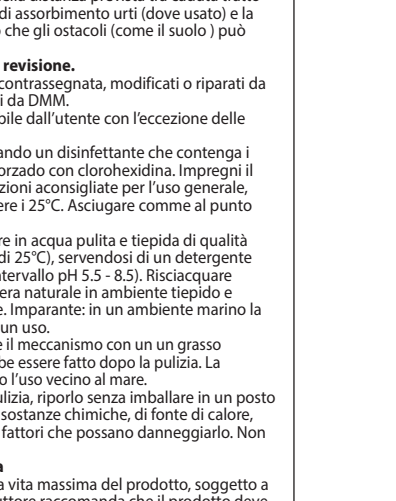 di assorbimento urti (dove usato) e la
che gli ostacoli (come il suolo ) può
revisione.
contrassegnata, modificati o riparati da
i da DMM.
bile dall'utente con l'eccezione delle
ando un disinfettante che contenga i
orzado con clorohexidina. Impregni il
zioni aconsigliate per l'uso generale,
ere i 25°C. Asciugare comme al punto
re in acqua pulita e tiepida di qualità
di 25°C), servendosi di un detergente
tervallo pH 5.5 - 8.5). Risciacquare
era naturale in ambiente tiepido e
e. Imparante: in un ambiente marino la
un uso.
e il meccanismo con un un grasso
be essere fatto dopo la pulizia. La
o l'uso vecino al mare.
ulizia, riporlo senza imballare in un posto
sostanze chimiche, di fonte di calore,
fattori che possano danneggiarlo. Non
a
a vita massima del prodotto, soggetto a
uttore raccomanda che il prodotto deve